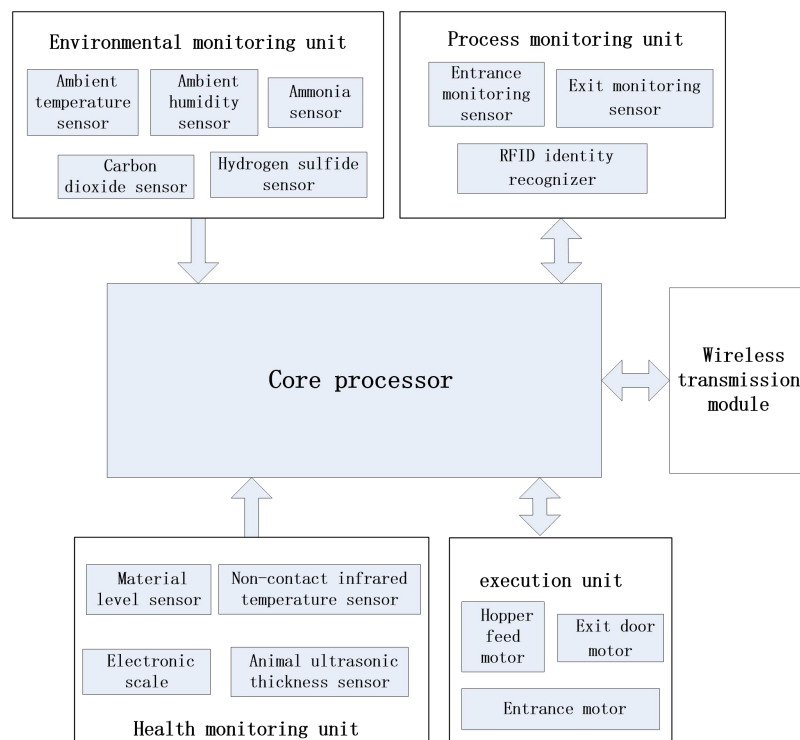 Environmental monitoring unit
Ambient
temperature
sensor
Ambient
humidity
sensor
Ammonia
sensor
Carbon
dioxide sensor
Hydrogen sulfide
sensor
Process monitoring unit
Entrance
monitoring
sensor
Exit monitoring
sensor
RFID identity
recognizer
Core processor
Wireless
transmission
module
Material
level sensor
Non-contact infrared
temperature sensor
Electronic
scale
Animal ultrasonic
thickness sensor
Health monitoring unit
execution unit
Hopper
feed
motor
Exit door
motor
Entrance motor